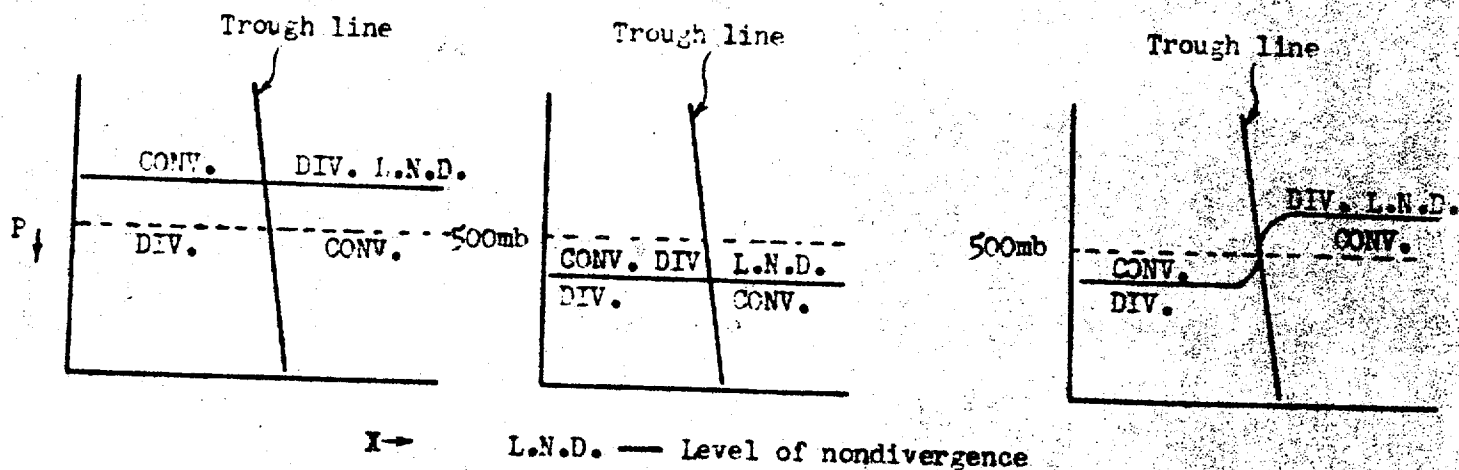 Trough line
Trough line
Trough line
CONV. DIV. L.N.D.
DIV. L.N.D.
P
DIV. CONV.
500mb
500mb
CONV.
CONV. DIV L.N.D.
CONV.
DIV. CONV.
DIV.
X
L.N.D. — Level of nondivergence